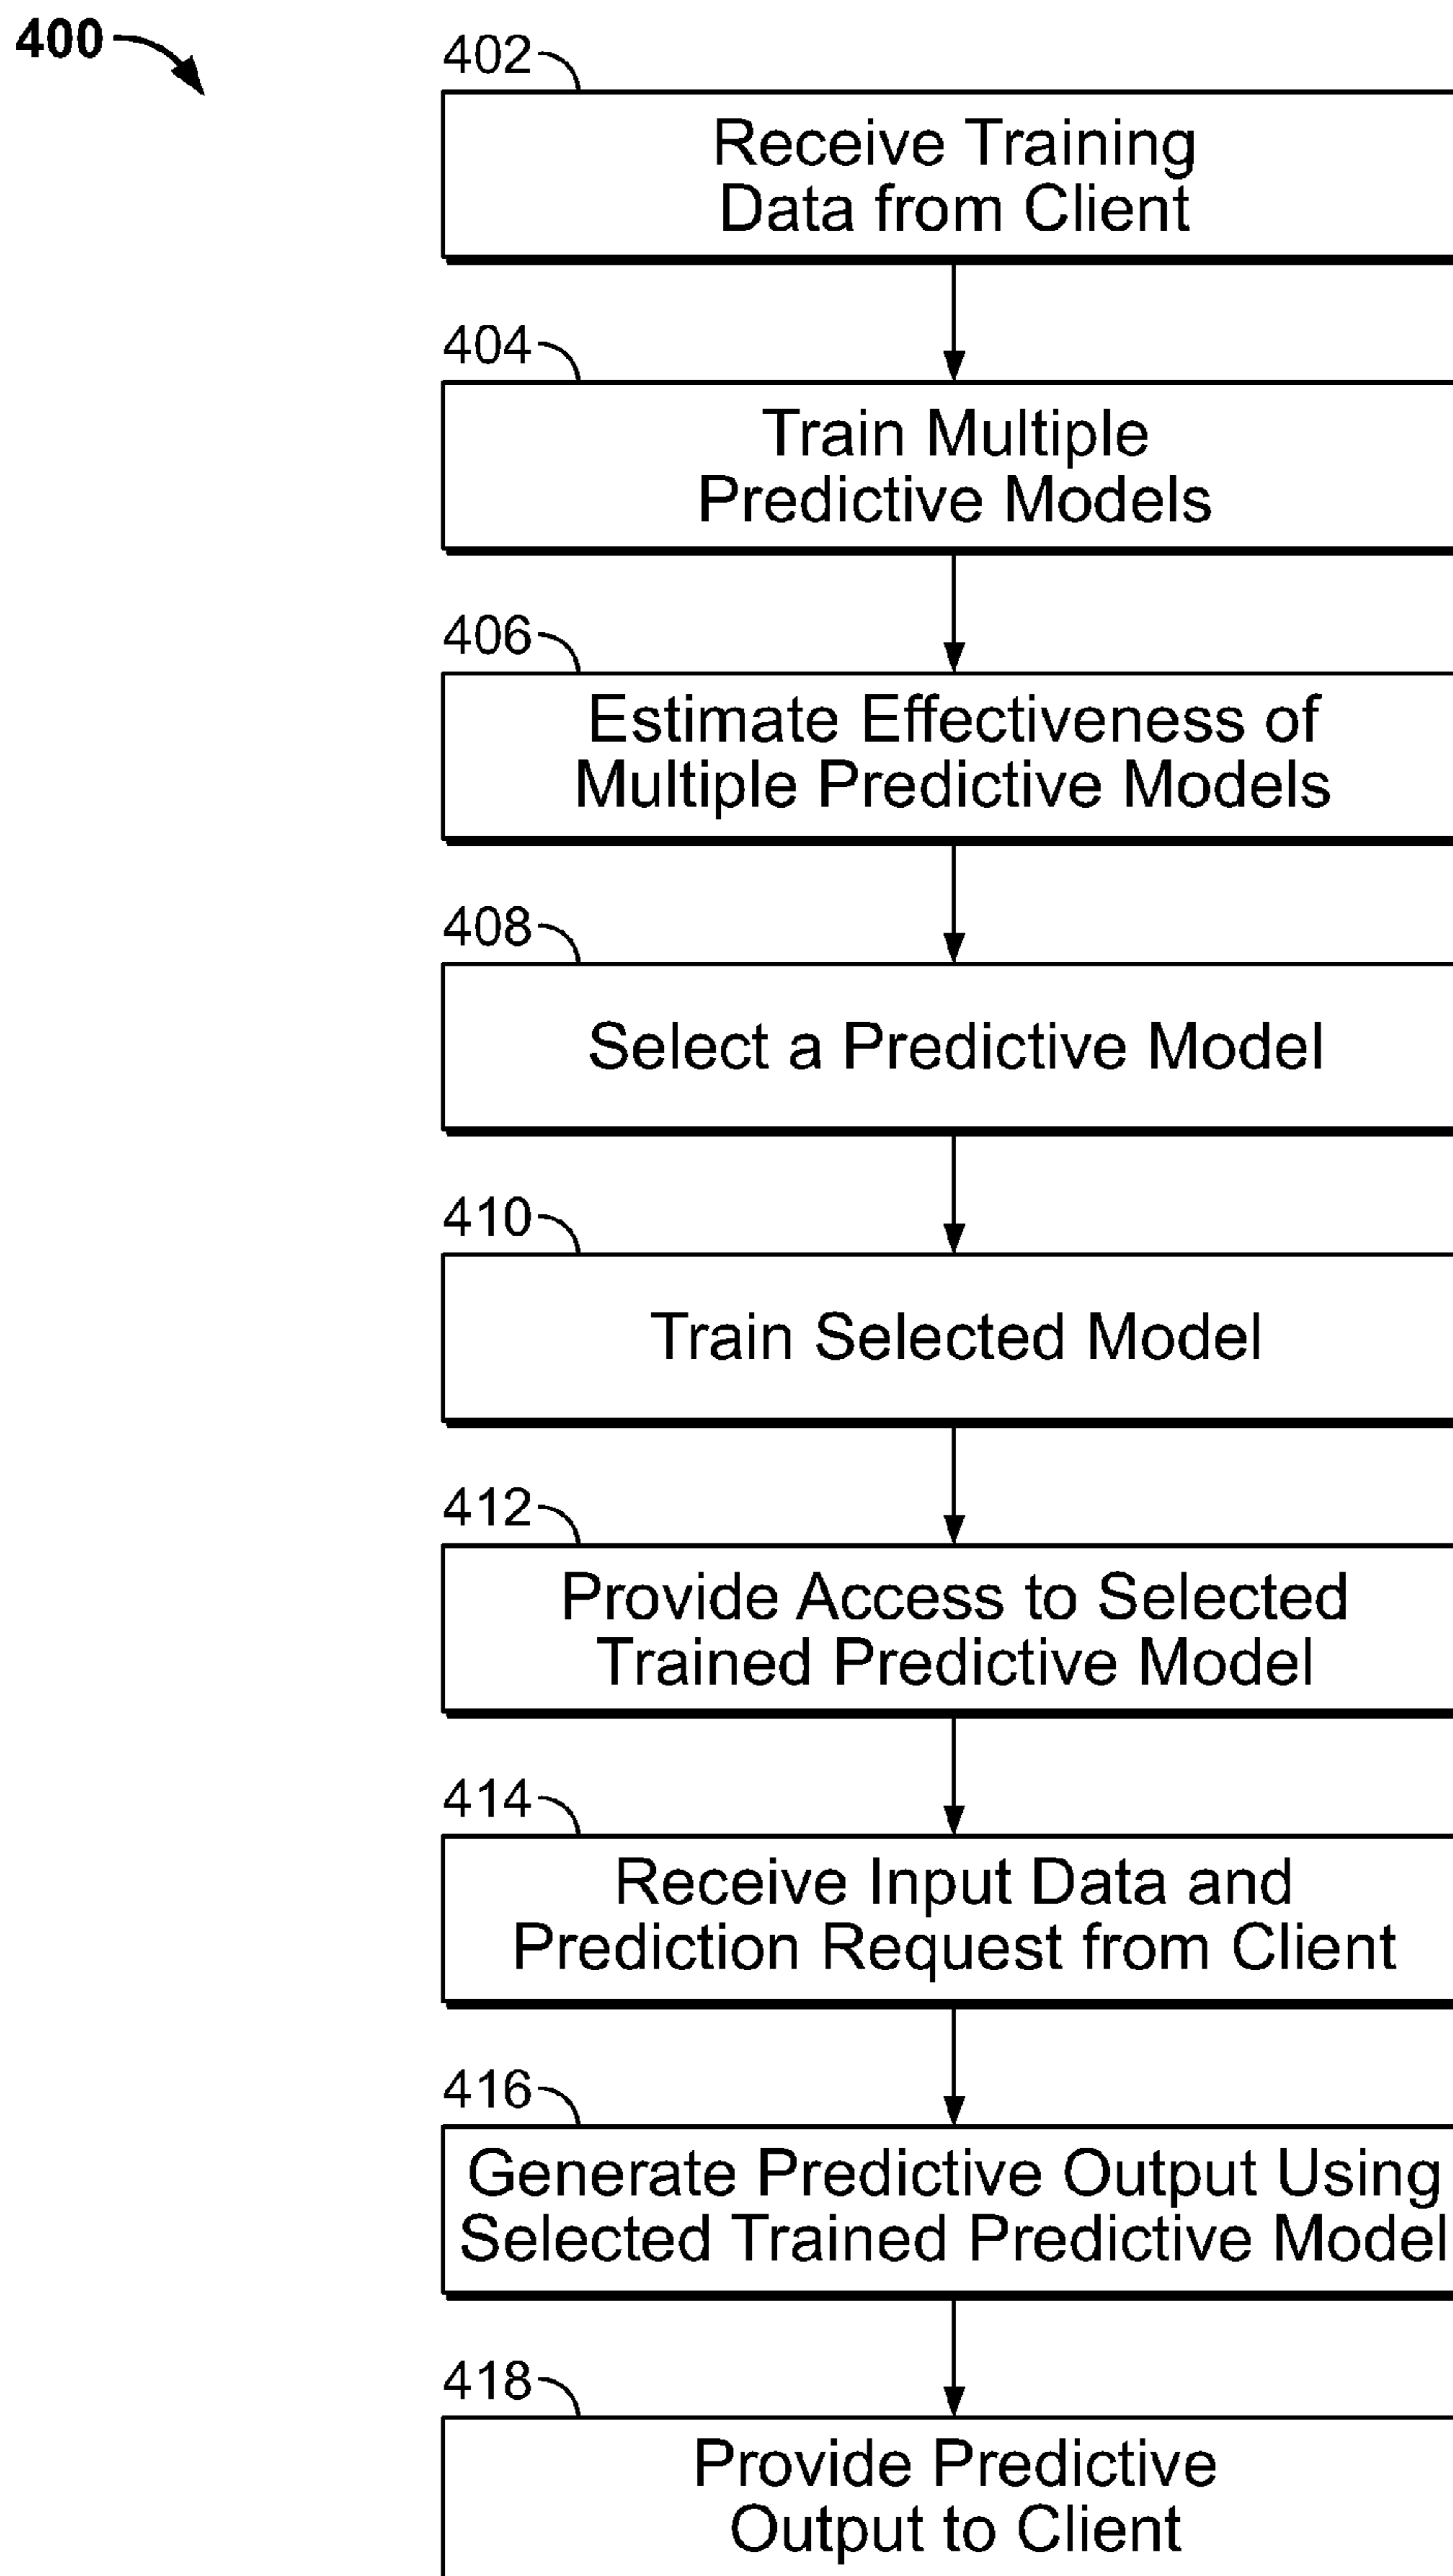 400
402
Receive Training
Data from Client
404
Train Multiple
Predictive Models
406
Estimate Effectiveness of
Multiple Predictive Models
408
Select a Predictive Model
410
Train Selected Model
412
Provide Access to Selected
Trained Predictive Model
414
Receive Input Data and
Prediction Request from Client
416
Generate Predictive Output Using
Selected Trained Predictive Model
418
Provide Predictive
Output to Client